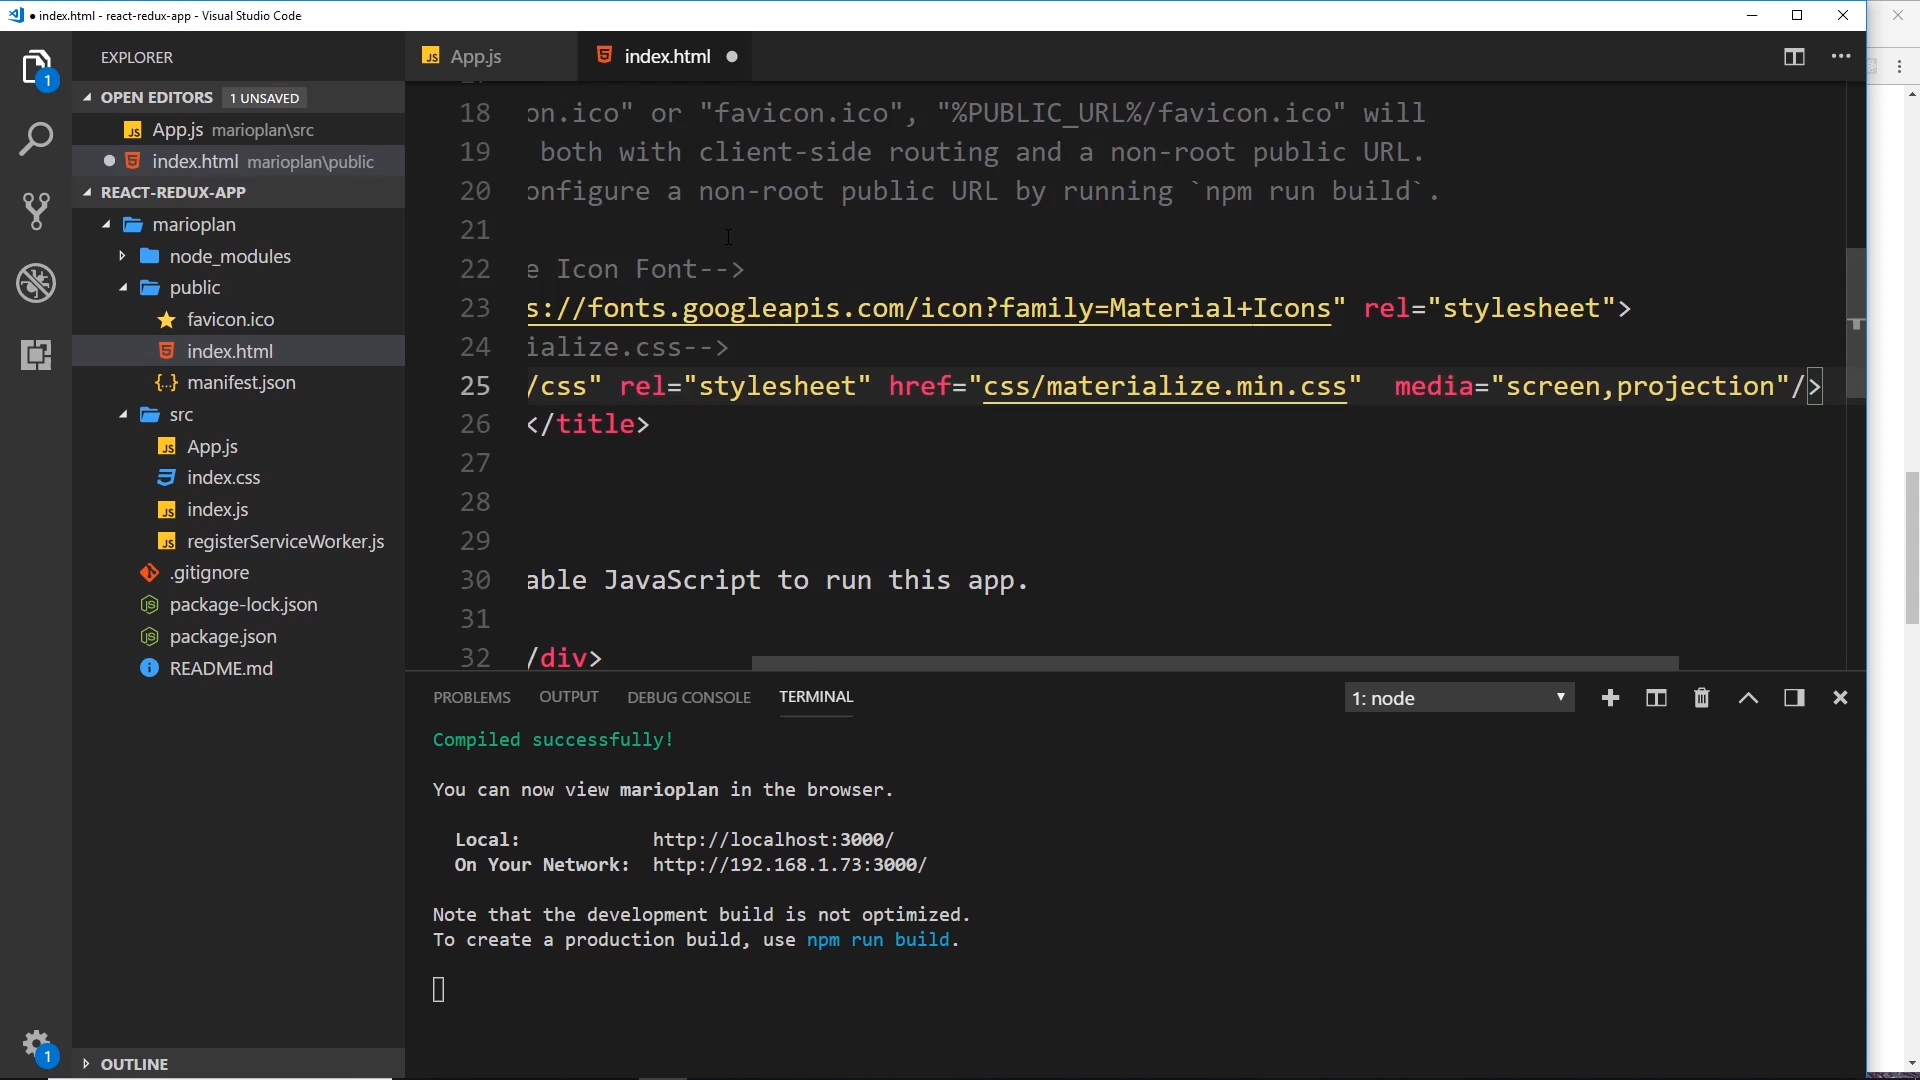 ● index.html - react-redux-app - Visual Studio Code
EXPLORER
OPEN EDITORS 1 UNSAVED
App.js marioplan\src
index.html marioplan\public
REACT-REDUX-APP
marioplan
node_modules
public
favicon.ico
index.html
manifest.json
src
App.js
index.css
index.js
registerServiceWorker.js
.gitignore
package-lock.json
package.json
README.md
OUTLINE
1
1
App.js
index.html
18 on.ico" or "favicon.ico", "%PUBLIC_URL%/favicon.ico" will
19 both with client-side routing and a non-root public URL.
20 onfigure a non-root public URL by running `npm run build`.
21
22 e Icon Font-->
23 s://fonts.googleapis.com/icon?family=Material+Icons" rel="stylesheet">
24 ialize.css-->
25 /css" rel="stylesheet" href="css/materialize.min.css"  media="screen,projection"/>
26 </title>
27
28
29
30 able JavaScript to run this app.
31
32 /div>
PROBLEMS OUTPUT DEBUG CONSOLE TERMINAL 1: node
Compiled successfully!
You can now view marioplan in the browser.
Local: http://localhost:3000/
On Your Network: http://192.168.1.73:3000/
Note that the development build is not optimized.
To create a production build, use npm run build.